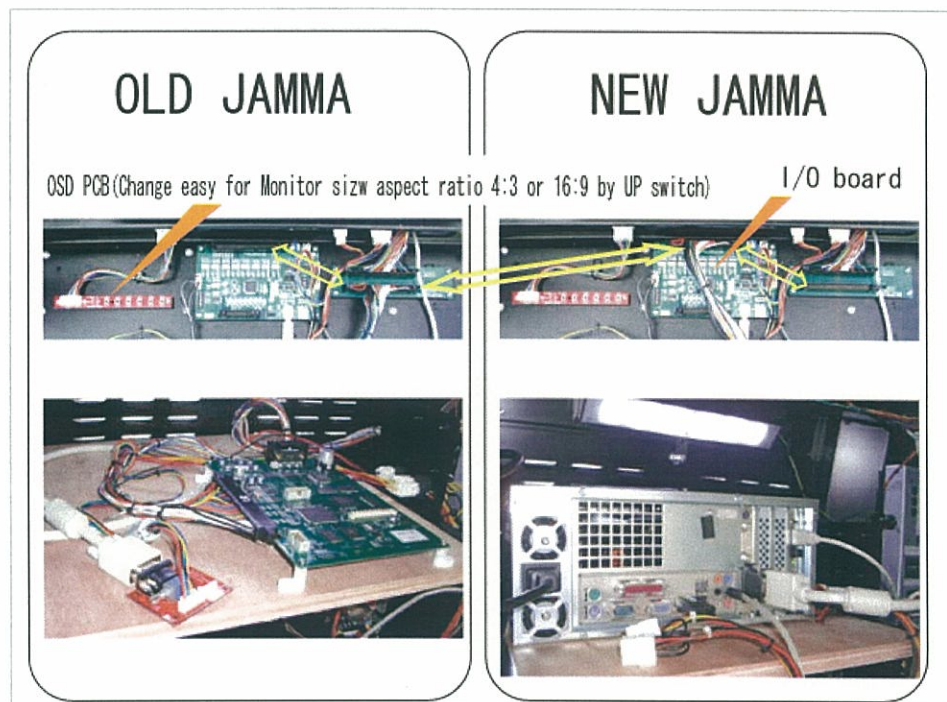 OLD JAMMA
NEW JAMMA
OSD PCB(Change easy for Monitor sizw aspect ratio 4:3 or 16:9 by UP switch)
I/O board